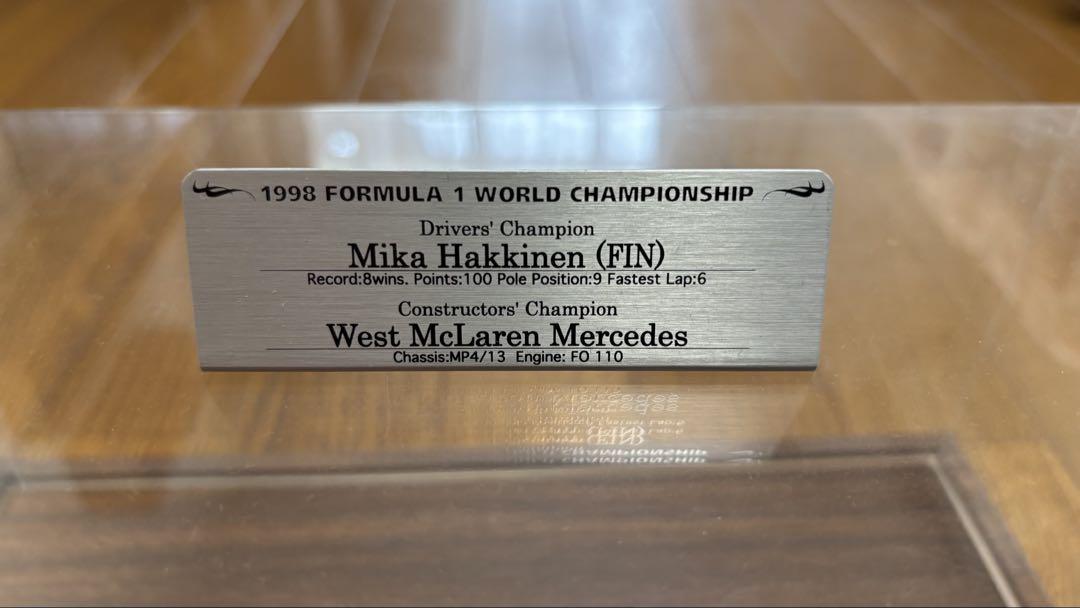 1998 FORMULA 1 WORLD CHAMPIONSHIP
Drivers' Champion
Mika Hakkinen (FIN)
Record:8wins. Points:100 Pole Position:9 Fastest Lap:6
Constructors' Champion
West McLaren Mercedes
Chassis:MP4/13 Engine: FO 110